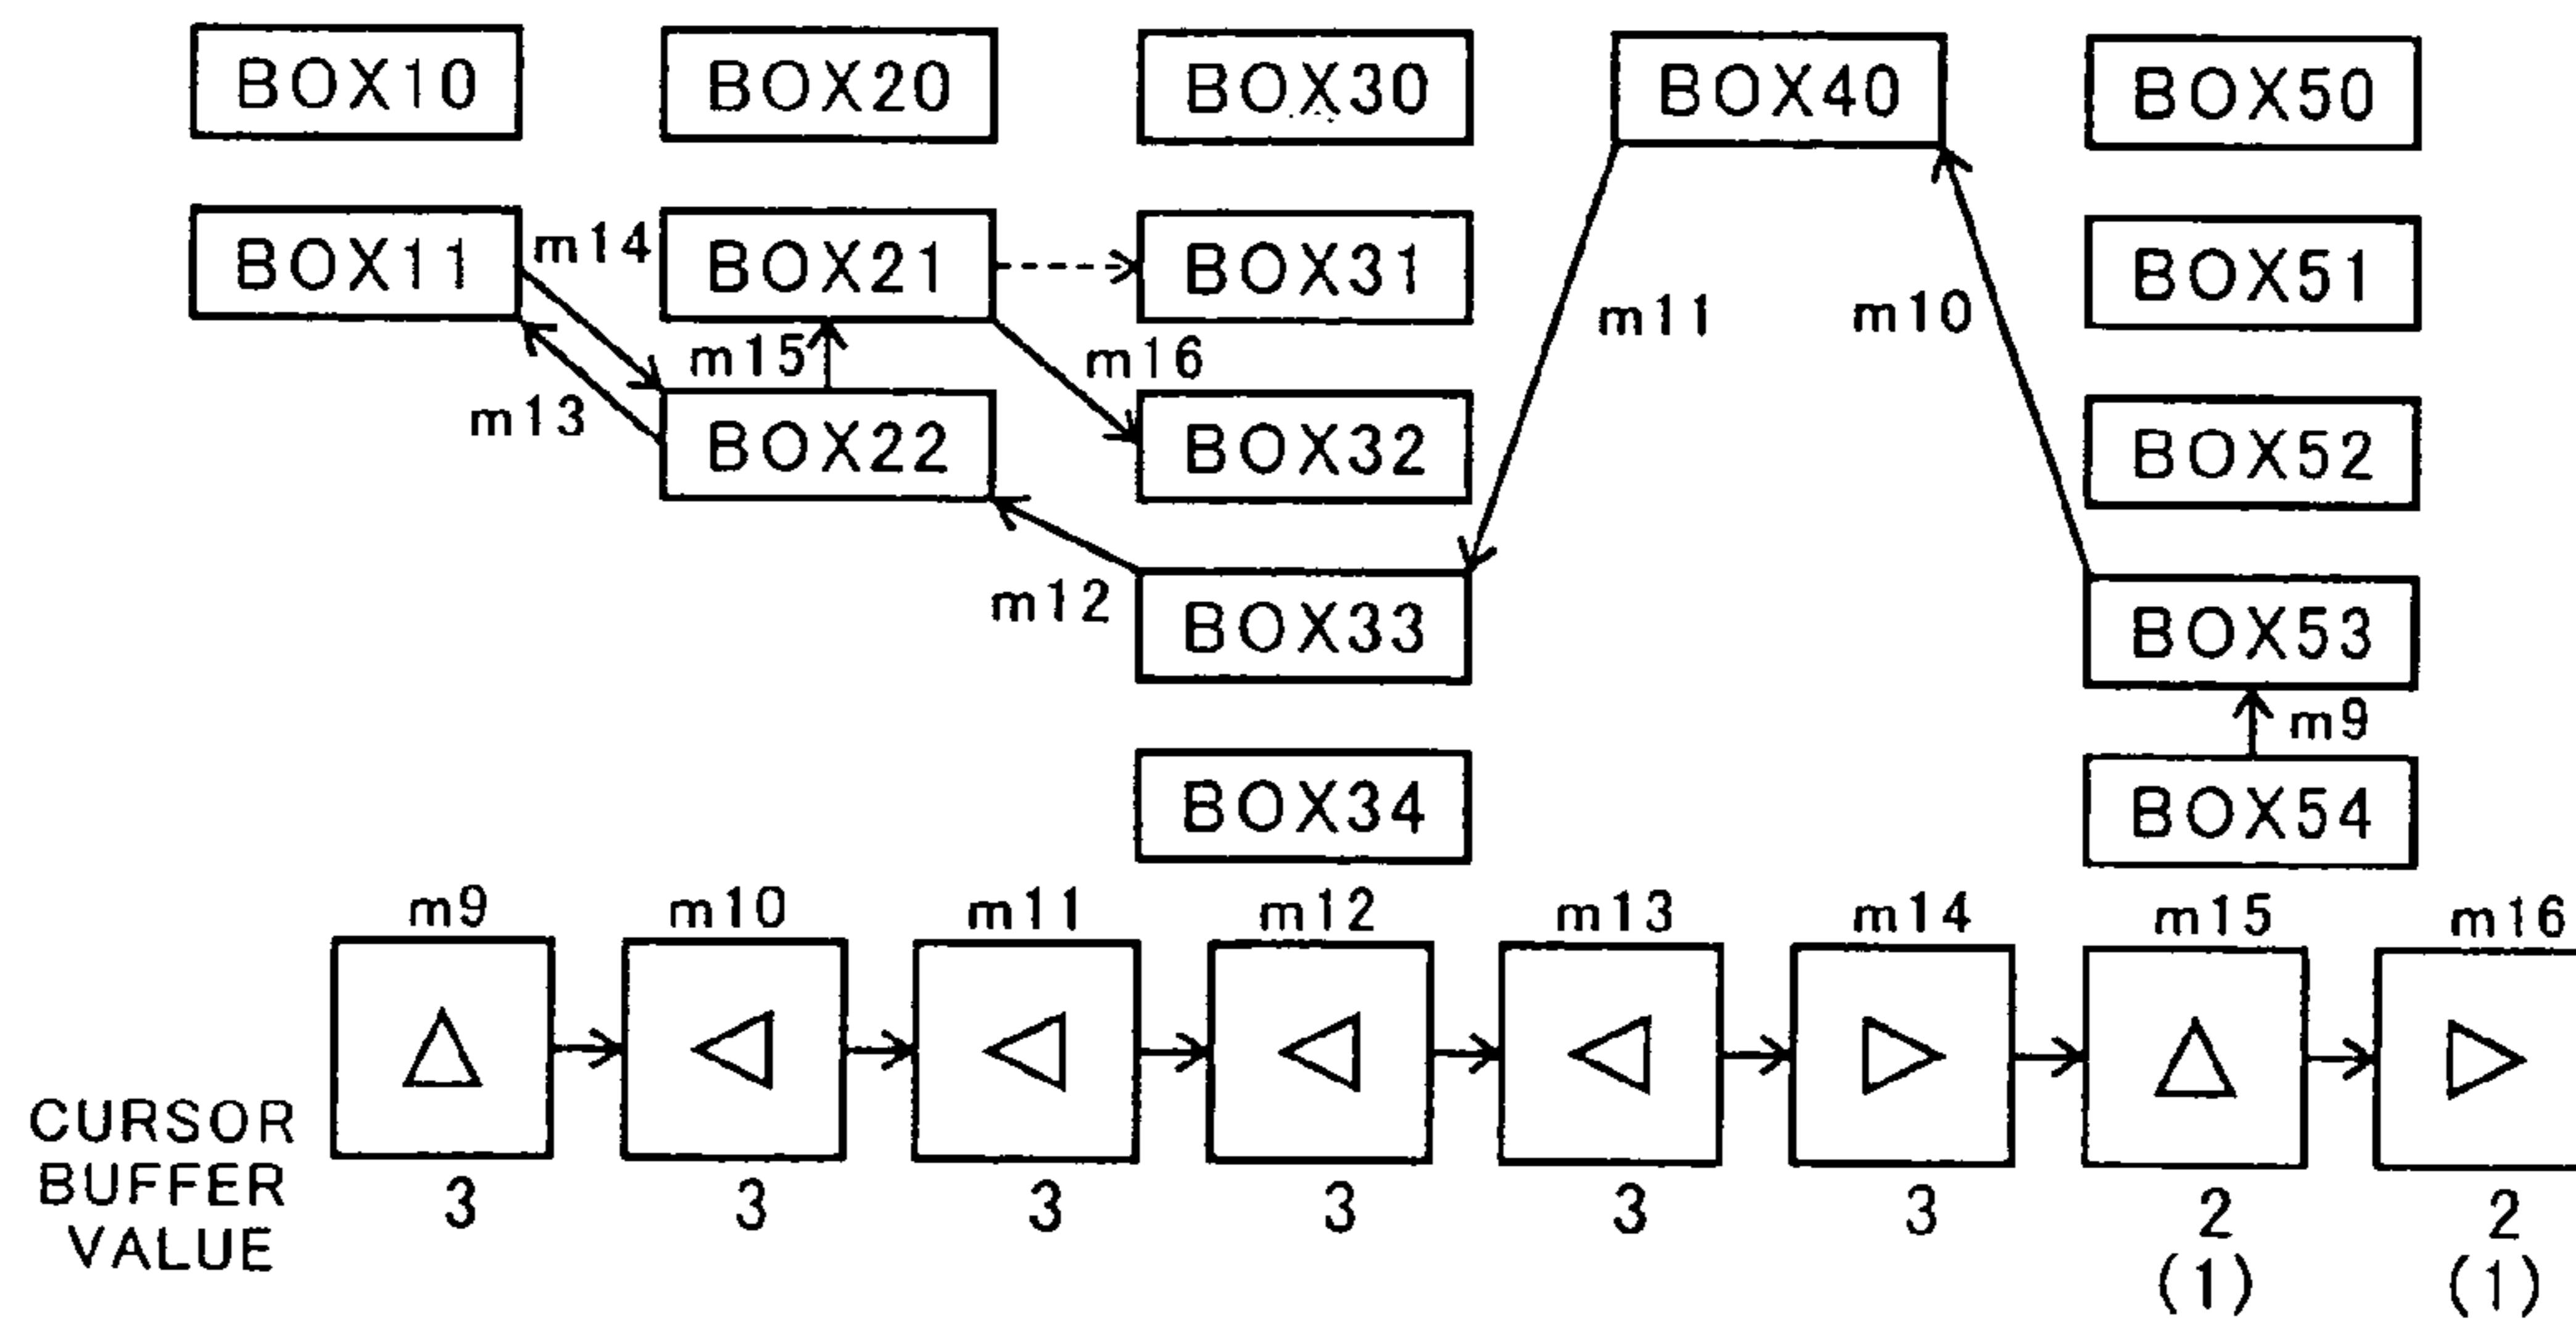 BOX10 BOX20 BOX30 BOX40 BOX50
BOX11 m14 BOX21 BOX31 m11 m10 BOX51
m13 m15 m16
BOX22 BOX32 BOX52
m12 BOX33 BOX53
m9
BOX34 BOX54
m9 m10 m11 m12 m13 m14 m15 m16
CURSOR
BUFFER
VALUE
3 3 3 3 3 3 2 2
(1) (1)